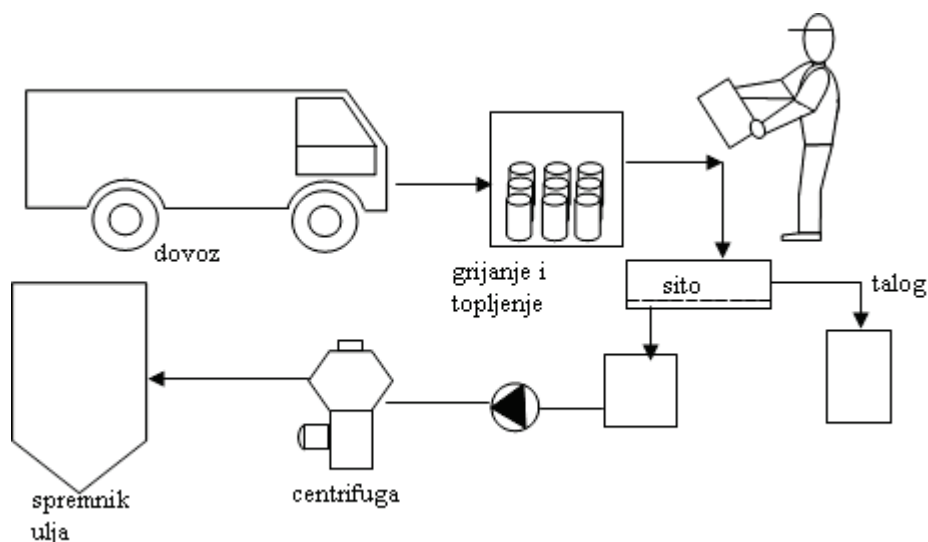 dovoz
grijanje i
topljenje
sito
talog
centrifuga
spremnik
ulja